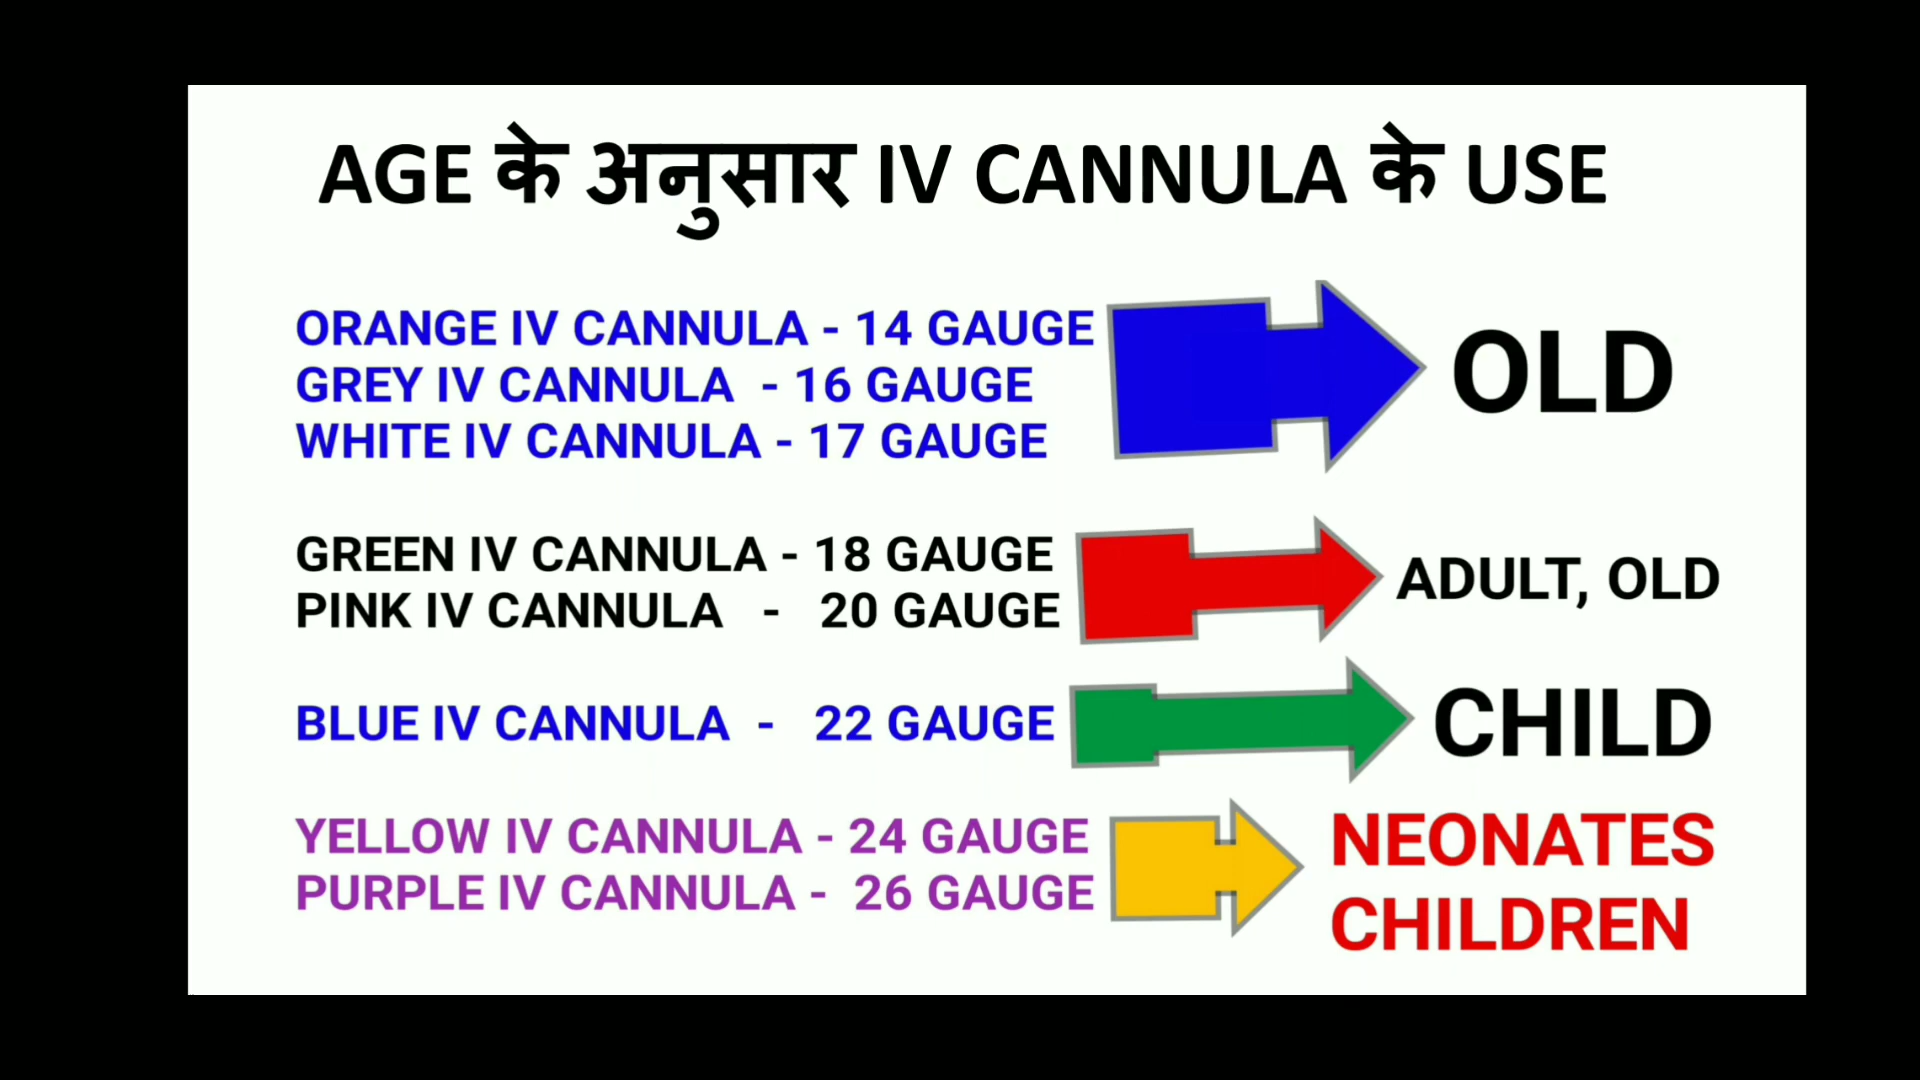 AGE के अनुसार IV CANNULA के USE
ORANGE IV CANNULA - 14 GAUGE
GREY IV CANNULA - 16 GAUGE
WHITE IV CANNULA - 17 GAUGE
OLD
GREEN IV CANNULA - 18 GAUGE
PINK IV CANNULA - 20 GAUGE
ADULT, OLD
BLUE IV CANNULA - 22 GAUGE
CHILD
YELLOW IV CANNULA - 24 GAUGE
PURPLE IV CANNULA - 26 GAUGE
NEONATES
CHILDREN